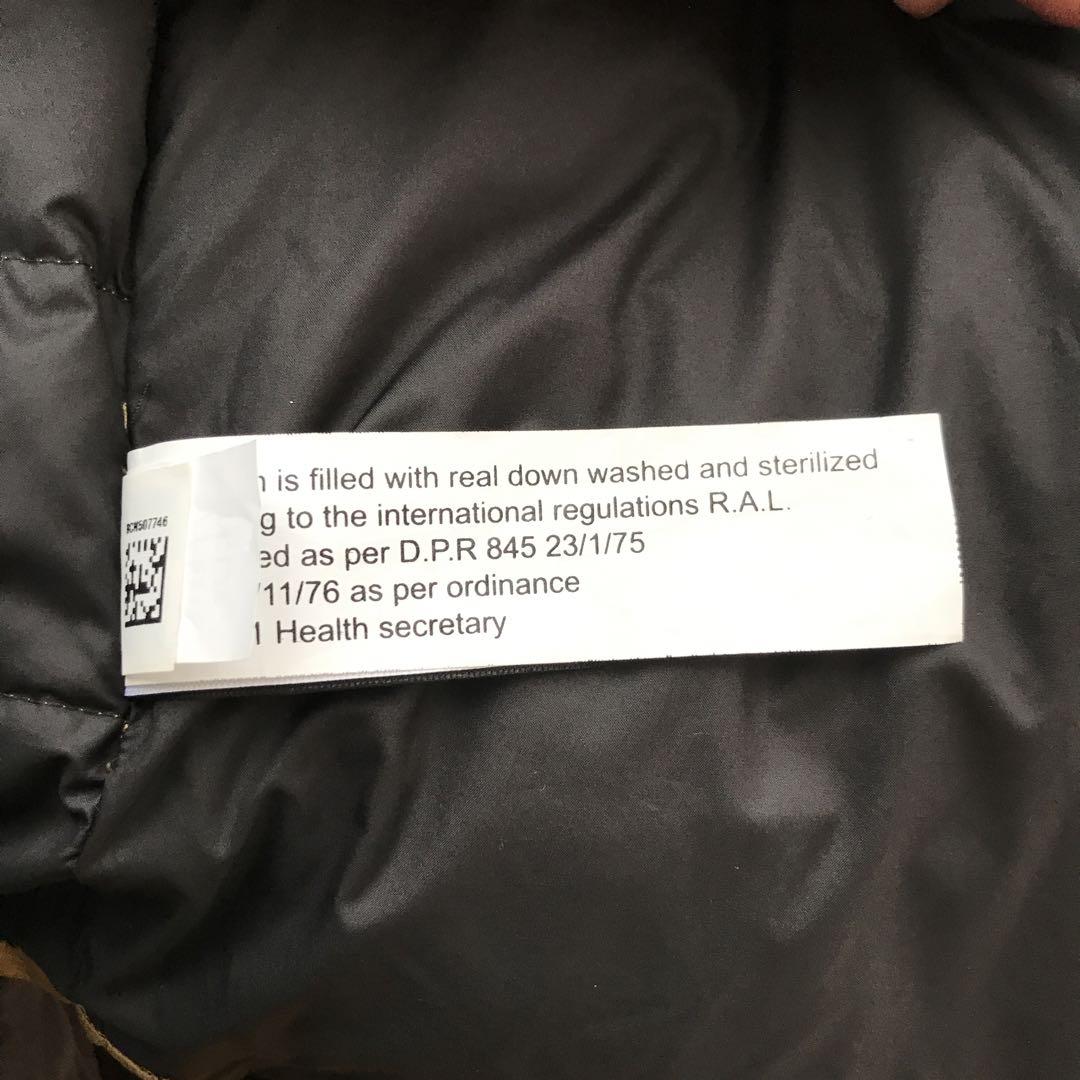 is filled with real down washed and sterilized
g to the international regulations R.A.L.
ed as per D.P.R 845 23/1/75
/11/76 as per ordinance
1 Health secretary